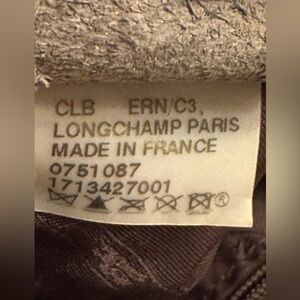 CLB ERN/C3,
LONGCHAMP PARIS
MADE IN FRANCE
0751087
1713427001
®